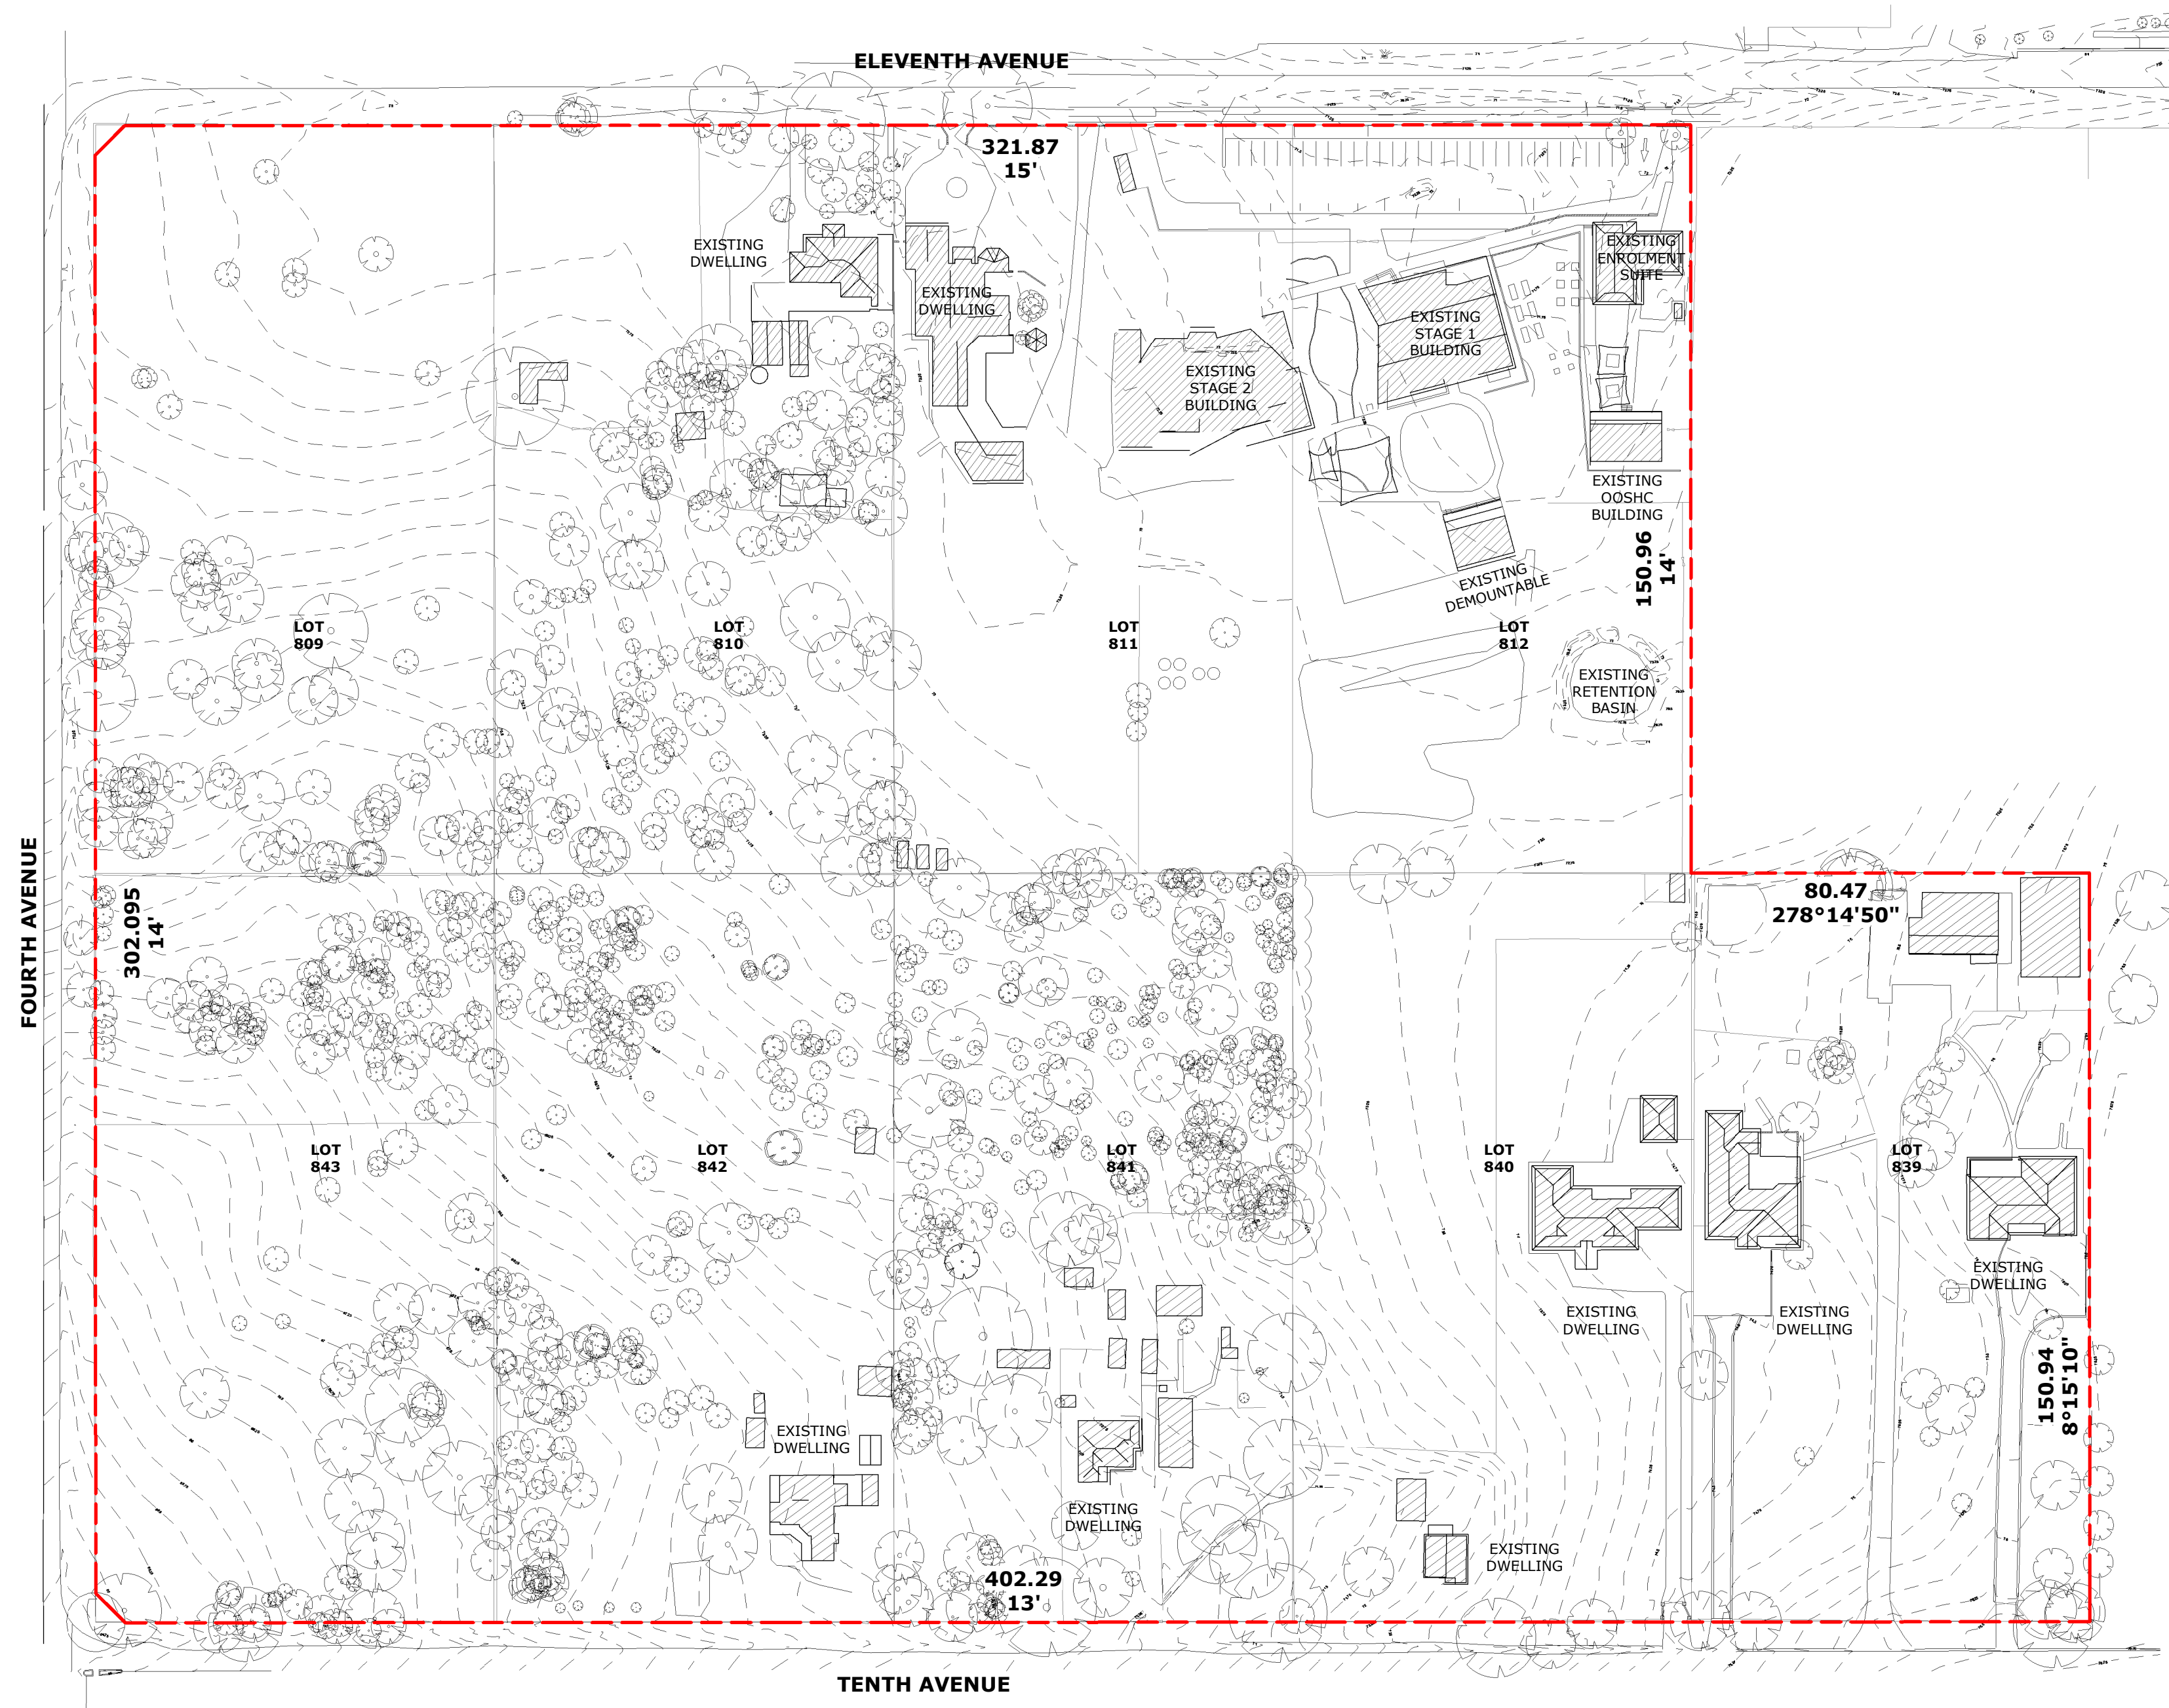 ELEVENTH AVENUE
321.87
15'
EXISTING
DWELLING
EXISTING
DWELLING
EXISTING
ENROLMENT
SUITE
EXISTING
STAGE 1
BUILDING
EXISTING
STAGE 2
BUILDING
EXISTING
OOSHC
BUILDING
EXISTING
DEMOUNTABLE
150.96
14'
LOT
809
LOT
810
LOT
811
LOT
812
EXISTING
RETENTION
BASIN
FOURTH AVENUE
302.095
14'
80.47
278°14'50"
LOT
843
LOT
842
LOT
841
LOT
840
LOT
839
EXISTING
DWELLING
EXISTING
DWELLING
EXISTING
DWELLING
150.94
8°15'10"
EXISTING
DWELLING
EXISTING
DWELLING
EXISTING
DWELLING
402.29
13'
TENTH AVENUE